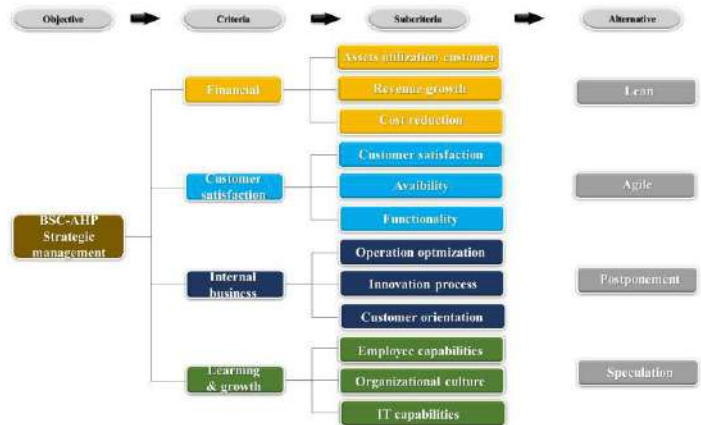 Objective
Criteria
Subcriteria
Alternative
Assets utilization customer
Financial
Revenue growth
Lean
Cost reduction
Customer satisfaction
Customer
satisfaction
Avaibility
Agile
Functionality
BSC-AHP
Strategic
management
Operation optmization
Internal
business
Innovation process
Postponement
Customer orientation
Employee capabilities
Learning
& growth
Organizational culture
Speculation
IT capabilities